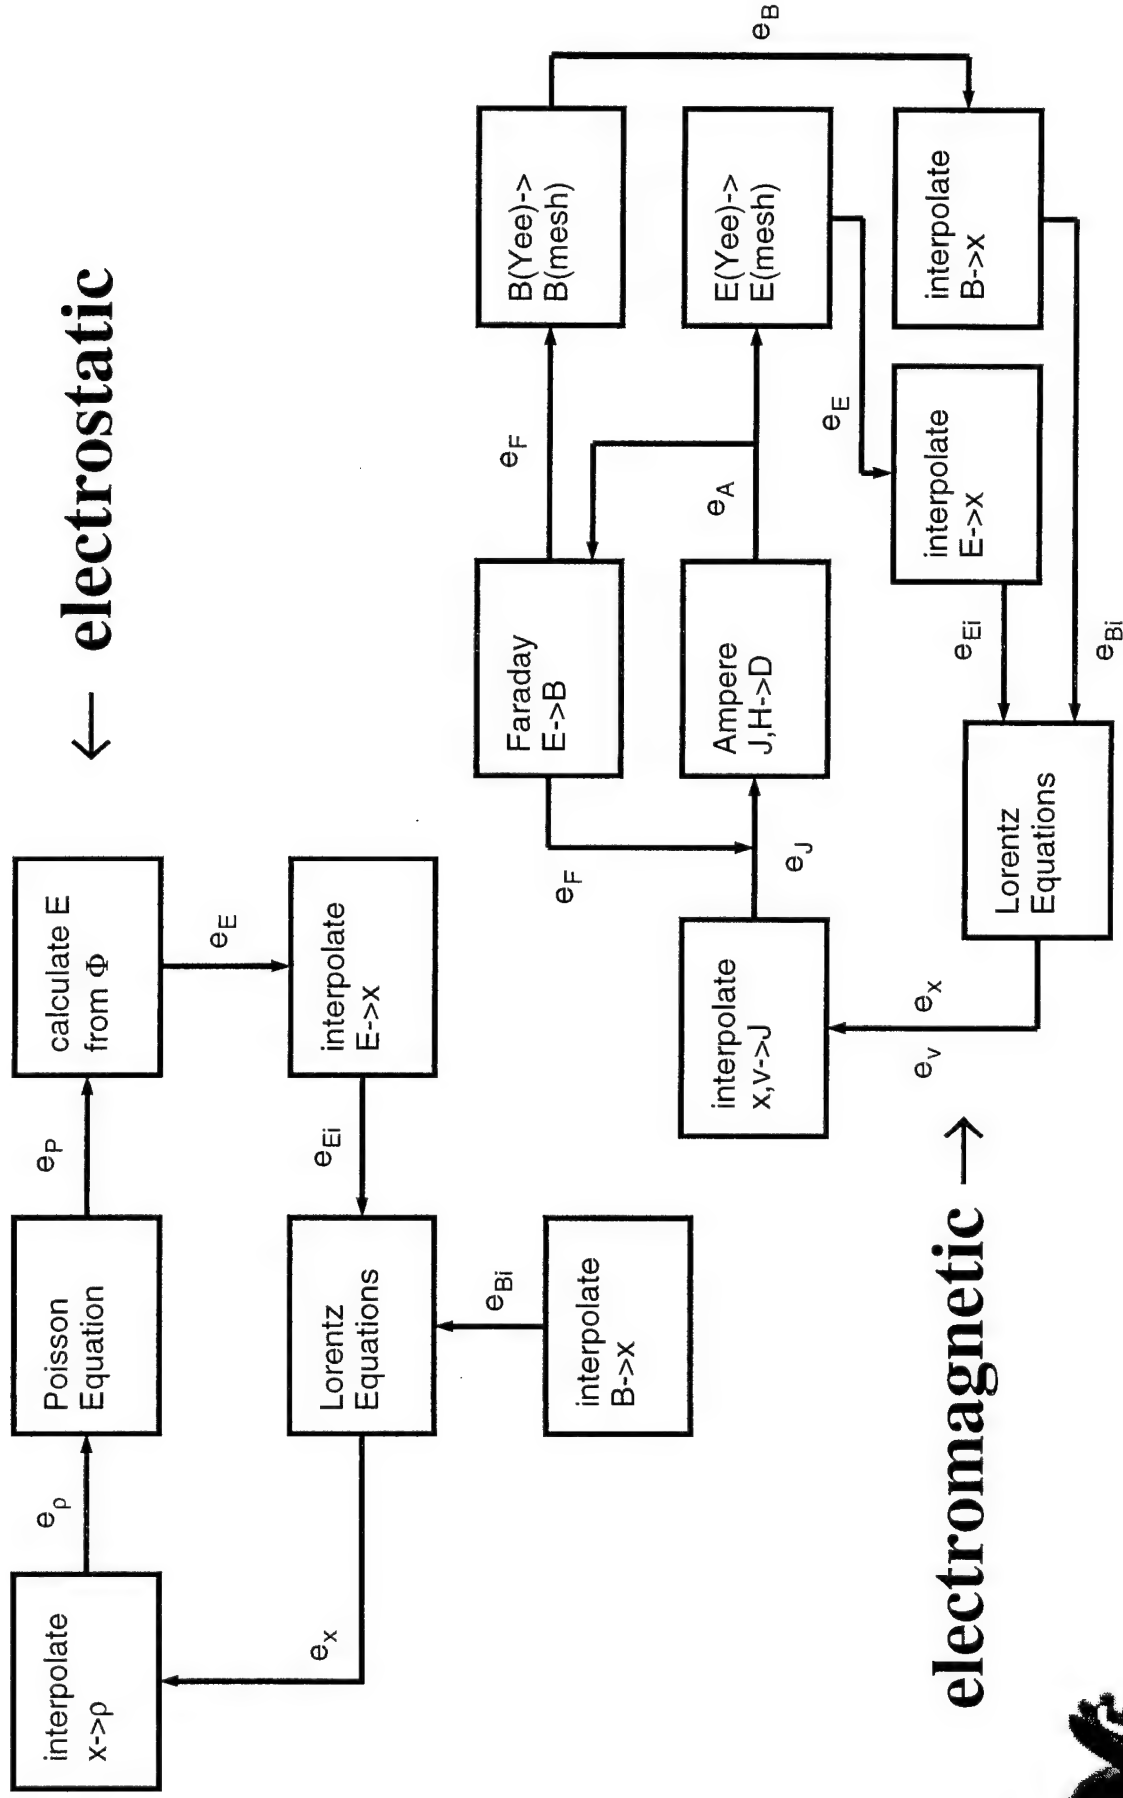 electrostatic
interpolate
x->ρ
e_ρ
Poisson
Equation
e_P
calculate E
from Φ
e_E
interpolate
E->x
e_Ei
Lorentz
Equations
e_x
e_Bi
interpolate
B->x
electromagnetic
interpolate
x,v->J
e_J
e_F
Faraday
E->B
e_F
Ampere
J,H->D
e_A
B(Yee)->
B(mesh)
e_B
E(Yee)->
E(mesh)
e_E
interpolate
E->x
interpolate
B->x
e_Ei
e_Bi
Lorentz
Equations
e_v
e_x